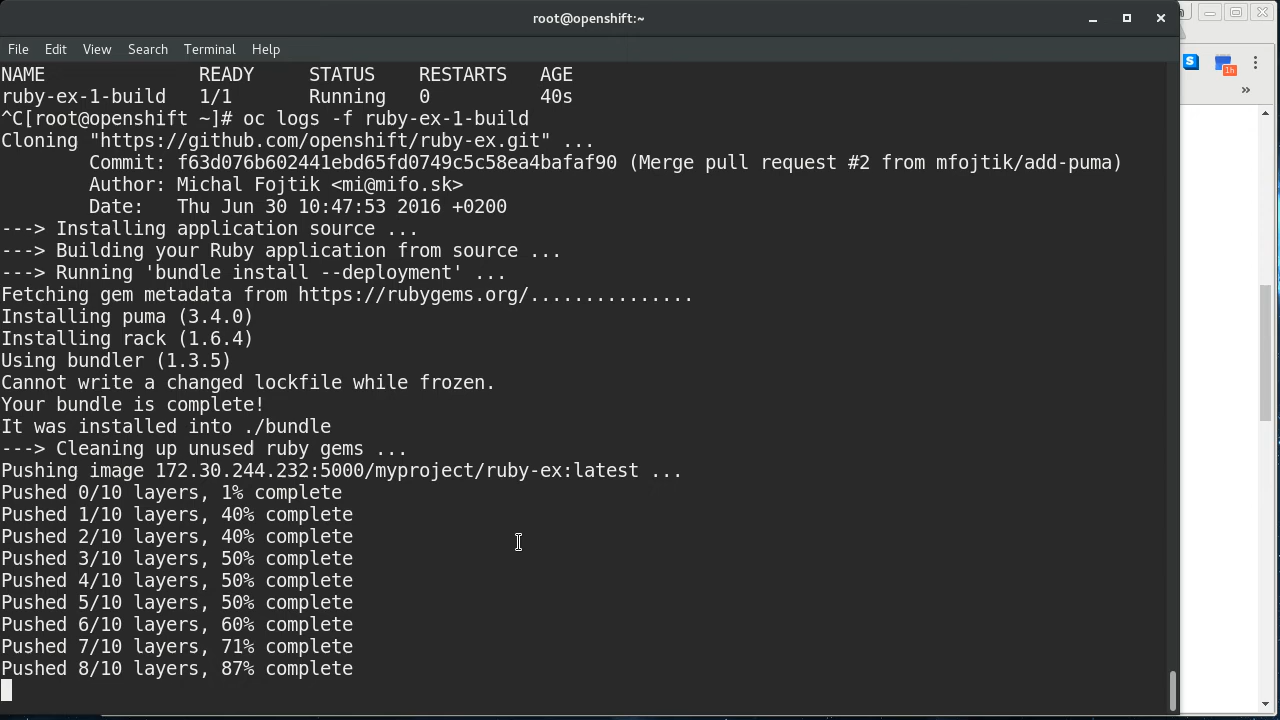 root@openshift:~
File Edit View Search Terminal Help
NAME READY STATUS RESTARTS AGE
ruby-ex-1-build 1/1 Running 0 40s
^C[root@openshift ~]# oc logs -f ruby-ex-1-build
Cloning "https://github.com/openshift/ruby-ex.git" ...
Commit: f63d076b602441ebd65fd0749c5c58ea4bafaf90 (Merge pull request #2 from mfojtik/add-puma)
Author: Michal Fojtik <mi@mifo.sk>
Date: Thu Jun 30 10:47:53 2016 +0200
---> Installing application source ...
---> Building your Ruby application from source ...
---> Running 'bundle install --deployment' ...
Fetching gem metadata from https://rubygems.org/...............
Installing puma (3.4.0)
Installing rack (1.6.4)
Using bundler (1.3.5)
Cannot write a changed lockfile while frozen.
Your bundle is complete!
It was installed into ./bundle
---> Cleaning up unused ruby gems ...
Pushing image 172.30.244.232:5000/myproject/ruby-ex:latest ...
Pushed 0/10 layers, 1% complete
Pushed 1/10 layers, 40% complete
Pushed 2/10 layers, 40% complete
Pushed 3/10 layers, 50% complete
Pushed 4/10 layers, 50% complete
Pushed 5/10 layers, 50% complete
Pushed 6/10 layers, 60% complete
Pushed 7/10 layers, 71% complete
Pushed 8/10 layers, 87% complete
S
1h
»